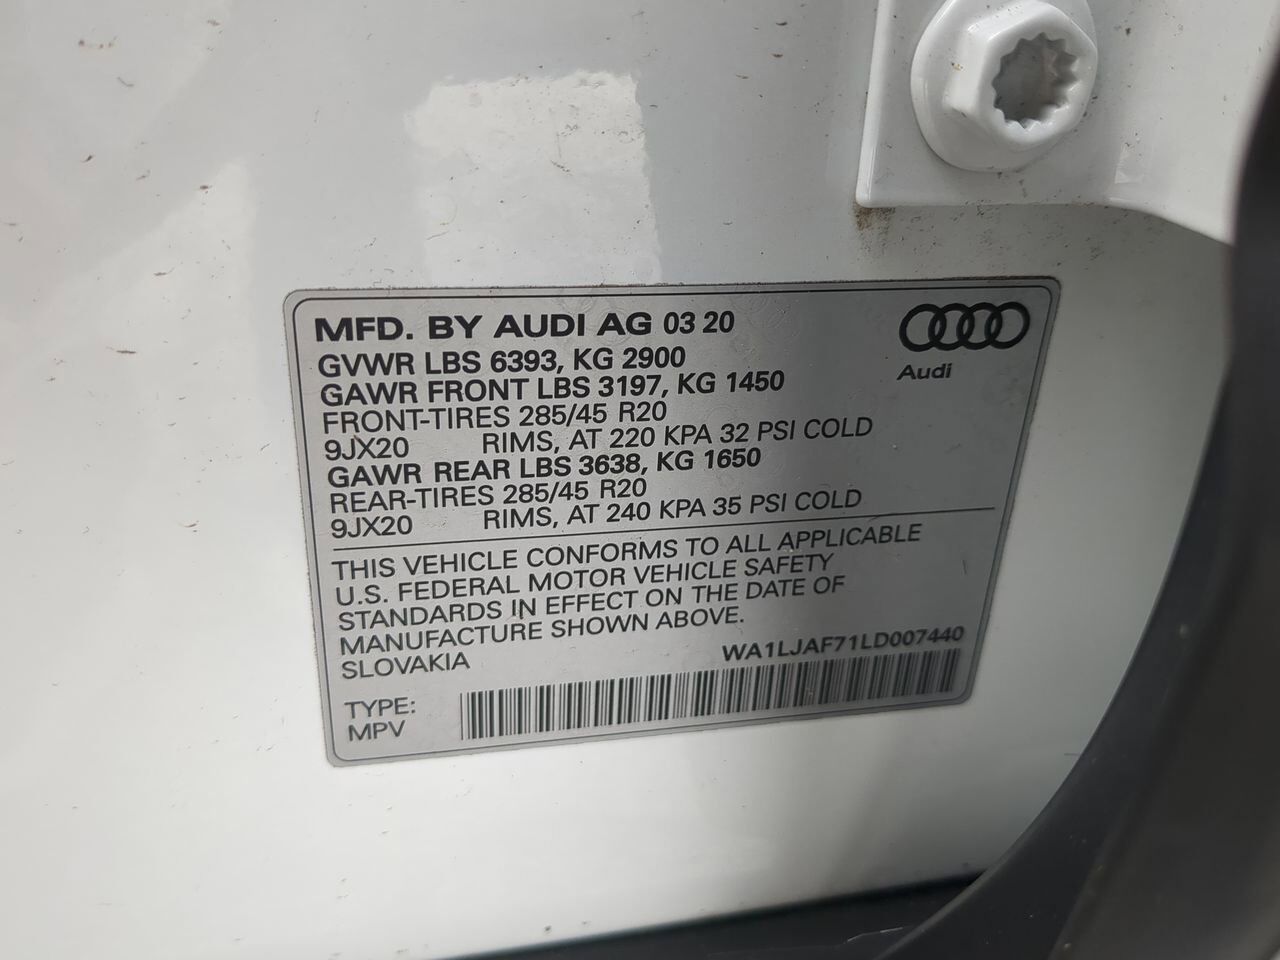 MFD. BY AUDI AG 03 20
GVWR LBS 6393, KG 2900
GAWR FRONT LBS 3197, KG 1450
FRONT-TIRES 285/45 R20
9JX20 RIMS, AT 220 KPA 32 PSI COLD
GAWR REAR LBS 3638, KG 1650
REAR-TIRES 285/45 R20
9JX20 RIMS, AT 240 KPA 35 PSI COLD
Audi
THIS VEHICLE CONFORMS TO ALL APPLICABLE
U.S. FEDERAL MOTOR VEHICLE SAFETY
STANDARDS IN EFFECT ON THE DATE OF
MANUFACTURE SHOWN ABOVE.
SLOVAKIA
WA1LJAF71LD007440
TYPE:
MPV